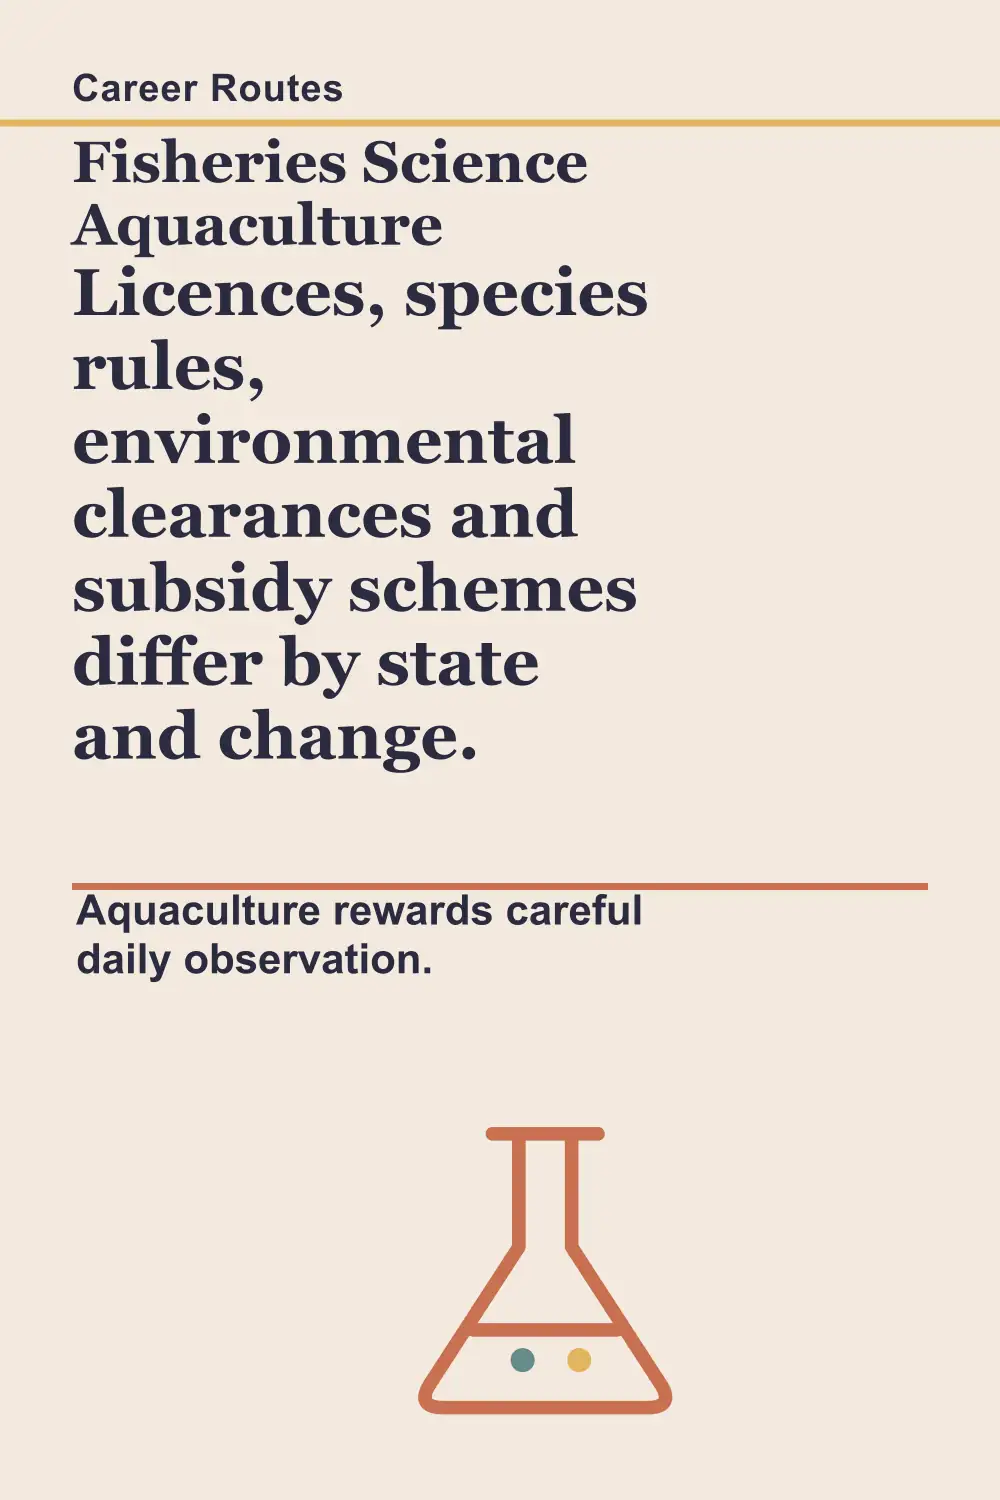 Career Routes
Fisheries Science
Aquaculture
Licences, species
rules,
environmental
clearances and
subsidy schemes
differ by state
and change.
Aquaculture rewards careful
daily observation.